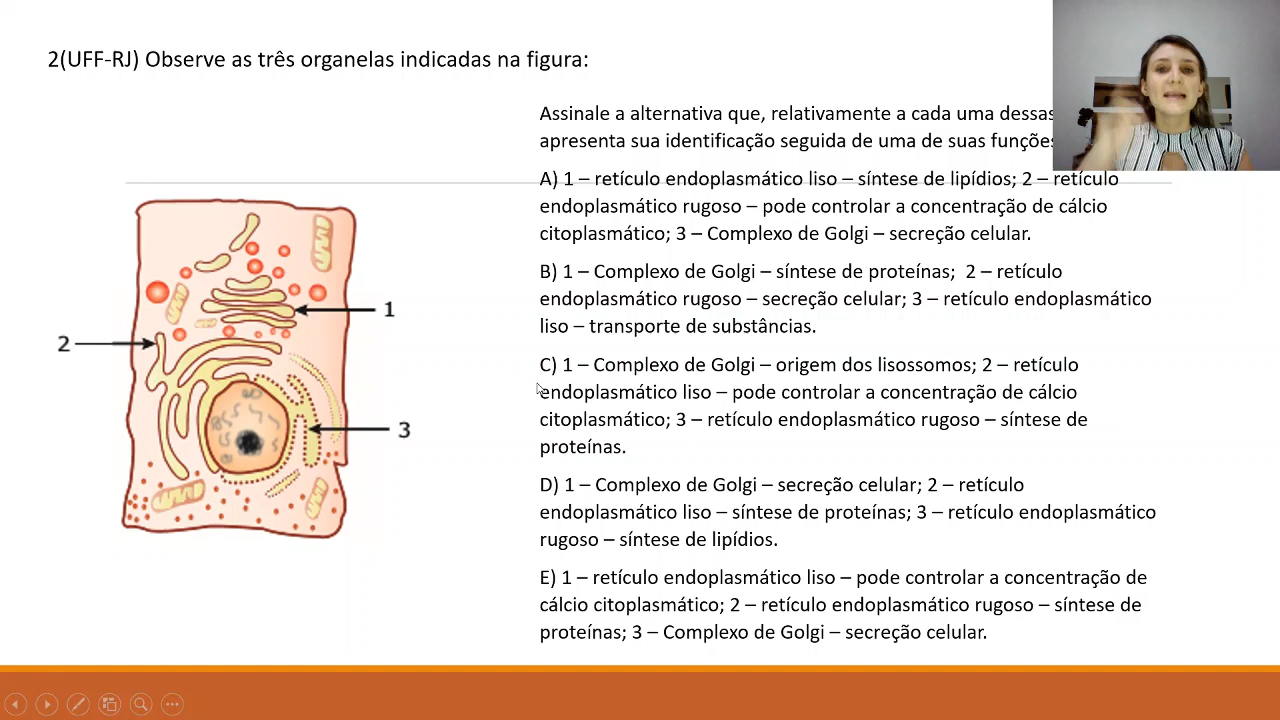 2(UFF-RJ) Observe as três organelas indicadas na figura:
Assinale a alternativa que, relativamente a cada uma dessas
apresenta sua identificação seguida de uma de suas funções
A) 1 – retículo endoplasmático liso – síntese de lipídios; 2 – retículo
endoplasmático rugoso – pode controlar a concentração de cálcio
citoplasmático; 3 – Complexo de Golgi – secreção celular.
B) 1 – Complexo de Golgi – síntese de proteínas; 2 – retículo
endoplasmático rugoso – secreção celular; 3 – retículo endoplasmático
liso – transporte de substâncias.
C) 1 – Complexo de Golgi – origem dos lisossomos; 2 – retículo
endoplasmático liso – pode controlar a concentração de cálcio
citoplasmático; 3 – retículo endoplasmático rugoso – síntese de
proteínas.
D) 1 – Complexo de Golgi – secreção celular; 2 – retículo
endoplasmático liso – síntese de proteínas; 3 – retículo endoplasmático
rugoso – síntese de lipídios.
E) 1 – retículo endoplasmático liso – pode controlar a concentração de
cálcio citoplasmático; 2 – retículo endoplasmático rugoso – síntese de
proteínas; 3 – Complexo de Golgi – secreção celular.
1
2
3